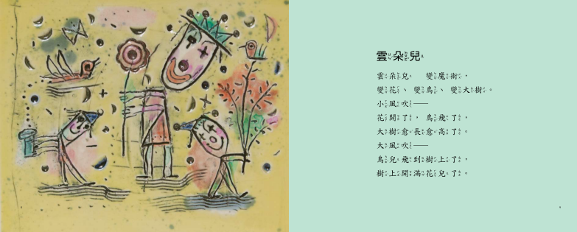 雲朵兒
雲朵兒,變魔術,
變花、變鳥、變大樹。
小風吹——
花開了,鳥飛了,
大樹愈長愈高了。
大風吹——
鳥兒飛到樹上了,
樹上開滿花兒了。